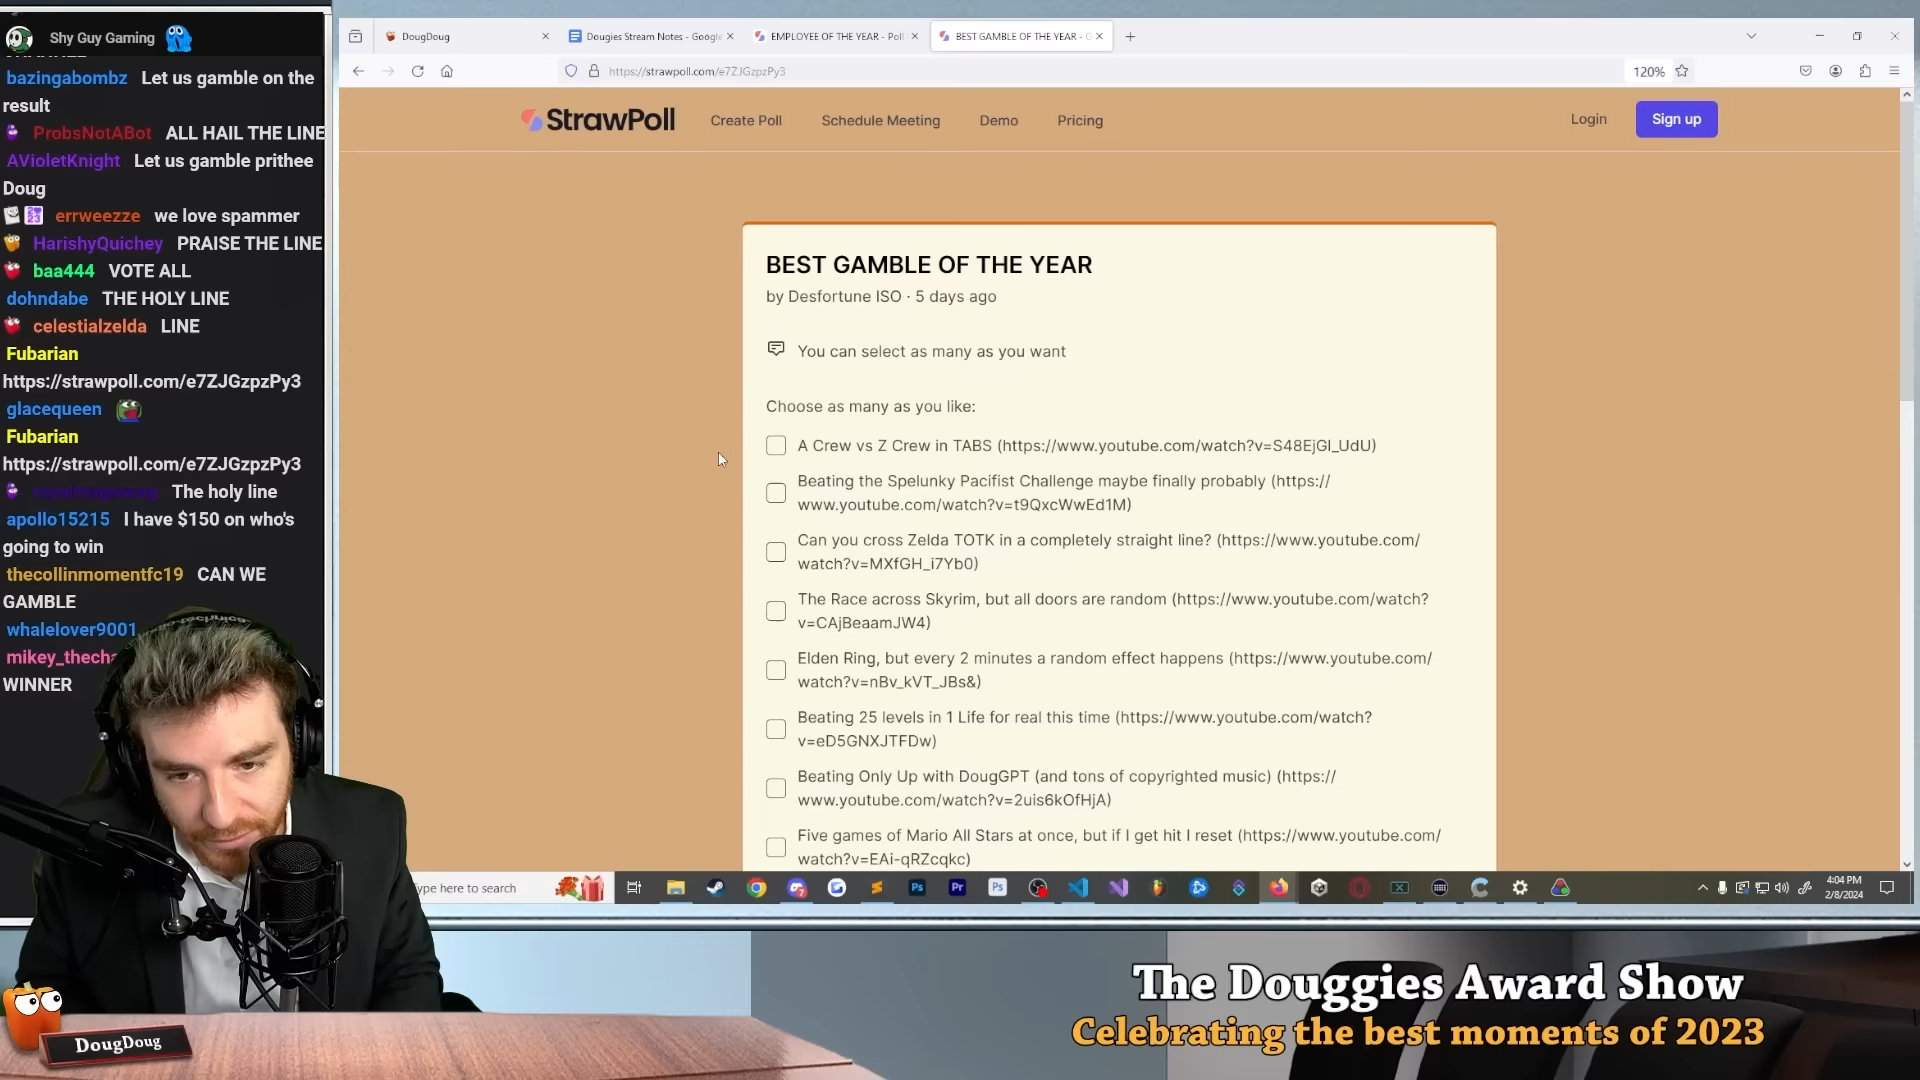 Shy Guy Gaming
bazingabombz Let us gamble on the
result
ProbsNotABot ALL HAIL THE LINE
AVioletKnight Let us gamble prithee
Doug
errweezze we love spammer
HarishyQuichey PRAISE THE LINE
baa444 VOTE ALL
dohndabe THE HOLY LINE
celestialzelda LINE
Fubarian
https://strawpoll.com/e7ZJGzpzPy3
glacequeen
Fubarian
https://strawpoll.com/e7ZJGzpzPy3
The holy line
apollo15215 I have $150 on who's
going to win
thecollinmomentfc19 CAN WE
GAMBLE
whalelover9001
mikey_thecha
WINNER
DougDoug
Dougies Stream Notes - Google
EMPLOYEE OF THE YEAR - Poll
BEST GAMBLE OF THE YEAR -
https://strawpoll.com/e7ZJGzpzPy3
120%
StrawPoll
Create Poll
Schedule Meeting
Demo
Pricing
Login
Sign up
BEST GAMBLE OF THE YEAR
by Desfortune ISO · 5 days ago
You can select as many as you want
Choose as many as you like:
A Crew vs Z Crew in TABS (https://www.youtube.com/watch?v=S48EjGI_UdU)
Beating the Spelunky Pacifist Challenge maybe finally probably (https://
www.youtube.com/watch?v=t9QxcWwEd1M)
Can you cross Zelda TOTK in a completely straight line? (https://www.youtube.com/
watch?v=MXfGH_i7Yb0)
The Race across Skyrim, but all doors are random (https://www.youtube.com/watch?
v=CAjBeaamJW4)
Elden Ring, but every 2 minutes a random effect happens (https://www.youtube.com/
watch?v=nBv_kVT_JBs&)
Beating 25 levels in 1 Life for real this time (https://www.youtube.com/watch?
v=eD5GNXJTFDw)
Beating Only Up with DougGPT (and tons of copyrighted music) (https://
www.youtube.com/watch?v=2uis6kOfHjA)
Five games of Mario All Stars at once, but if I get hit I reset (https://www.youtube.com/
watch?v=EAi-qRZcqkc)
Type here to search
4:04 PM
2/8/2024
The Douggies Award Show
Celebrating the best moments of 2023
DougDoug